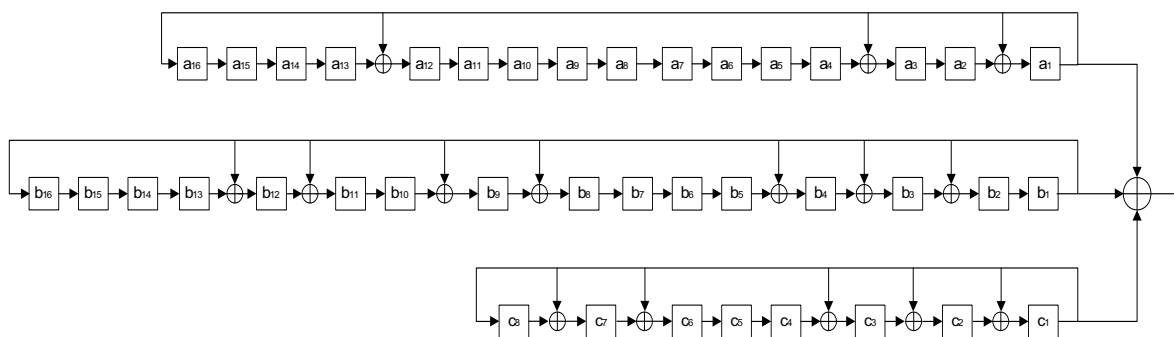 a16 a15 a14 a13 a12 a11 a10 a9 a8 a7 a6 a5 a4 a3 a2 a1
b16 b15 b14 b13 b12 b11 b10 b9 b8 b7 b6 b5 b4 b3 b2 b1
c8 c7 c6 c5 c4 c3 c2 c1